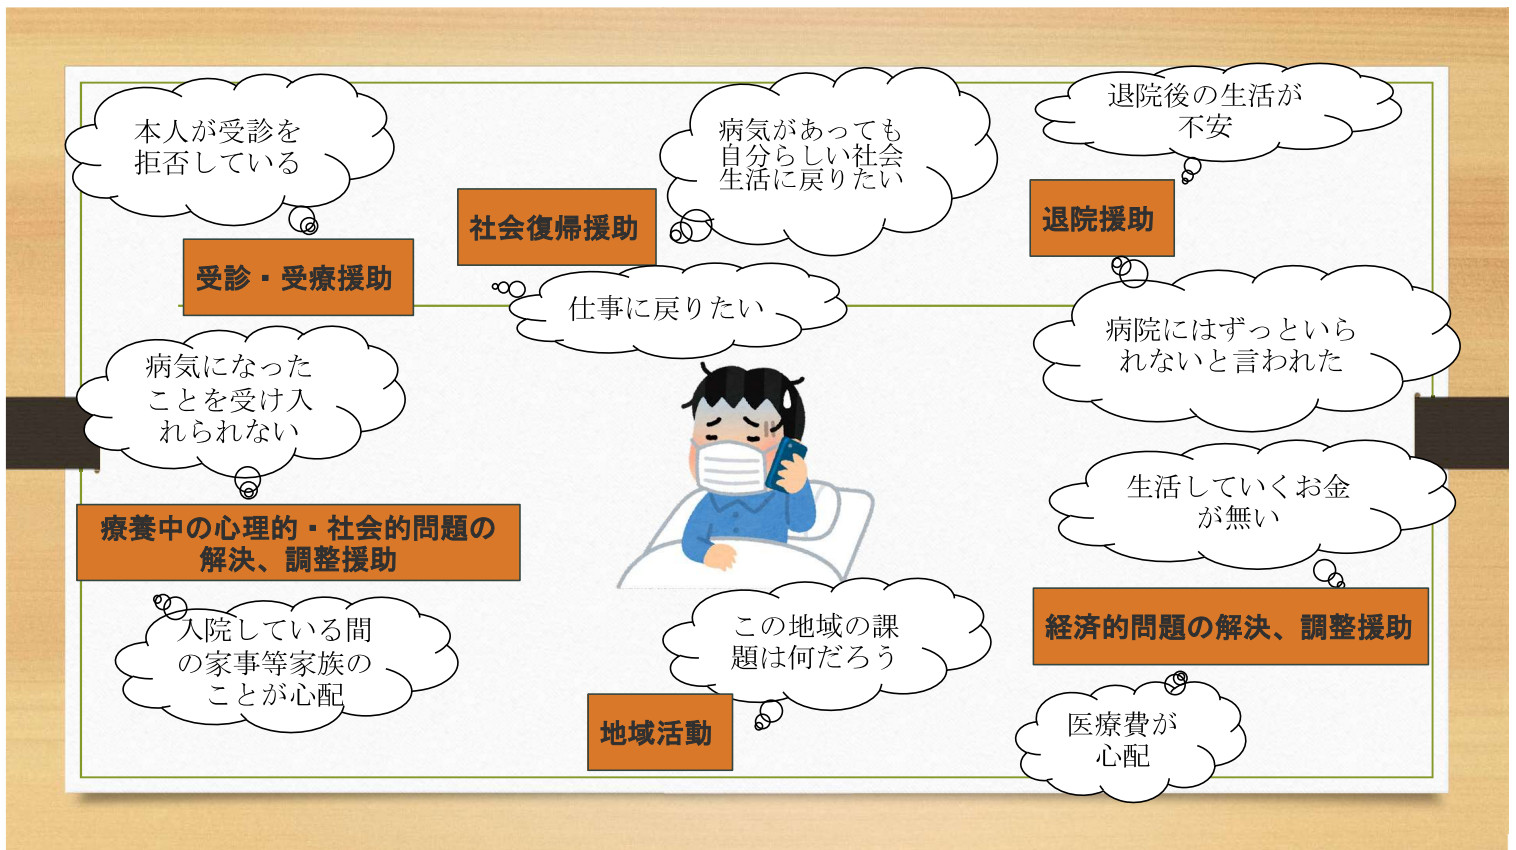 本人が受診を
拒否している
受診・受療援助
病気になった
ことを受け入
れられない
療養中の心理的・社会的問題の
解決、調整援助
入院している間
の家事等家族の
ことが心配
病気があっても
自分らしい社会
生活に戻りたい
社会復帰援助
仕事に戻りたい
この地域の課
題は何だろう
地域活動
退院後の生活が
不安
退院援助
病院にはずっといら
れないと言われた
生活していくお金
が無い
経済的問題の解決、調整援助
医療費が
心配